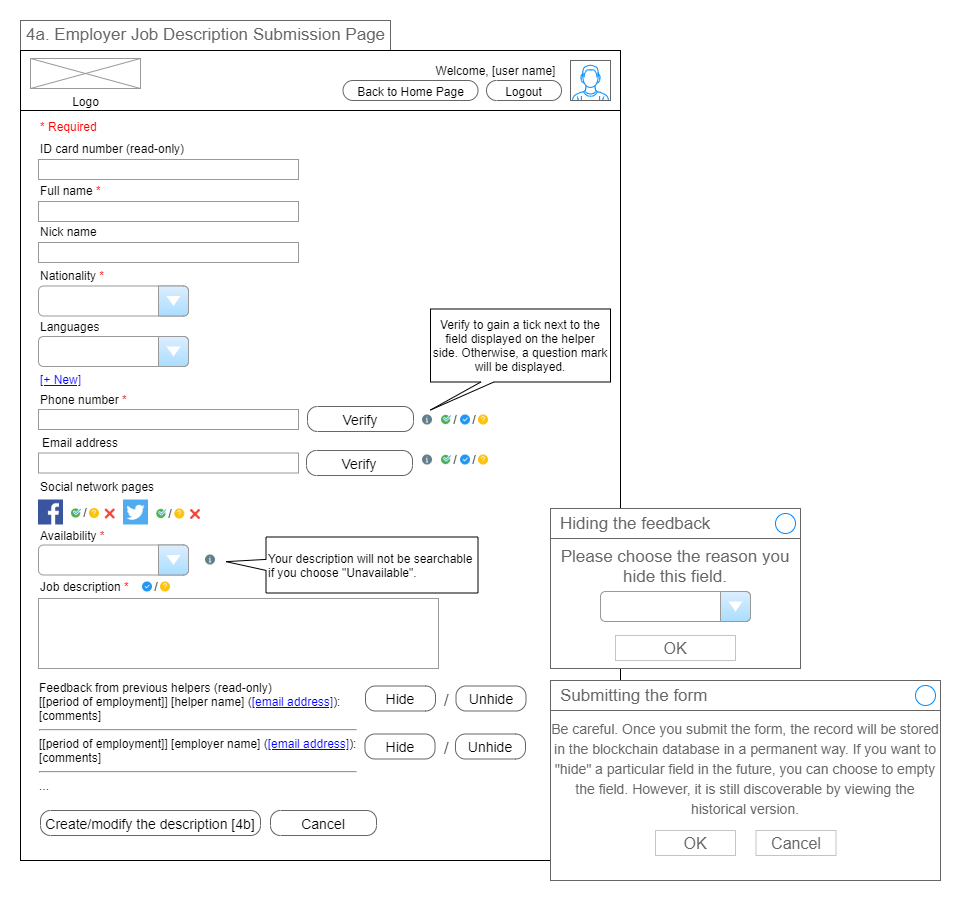 4a. Employer Job Description Submission Page
Welcome, [user name]
Back to Home Page
Logout
Logo
* Required
ID card number (read-only)
Full name *
Nick name
Nationality *
Languages
Verify to gain a tick next to the
field displayed on the helper
side. Otherwise, a question mark
will be displayed.
[+ New]
Phone number *
Verify
i / / ?
Email address
Verify
i / / ?
Social network pages
f / ? / ?
Availability *
i
Your description will not be searchable
if you choose "Unavailable".
Job description * / ?
Feedback from previous helpers (read-only)
[[period of employment]] [helper name] ([email address]):
[comments]
Hide / Unhide
[[period of employment]] [employer name] ([email address]):
[comments]
Hide / Unhide
...
Create/modify the description [4b]
Cancel
Hiding the feedback
Please choose the reason you
hide this field.
OK
Submitting the form
Be careful. Once you submit the form, the record will be stored
in the blockchain database in a permanent way. If you want to
"hide" a particular field in the future, you can choose to empty
the field. However, it is still discoverable by viewing the
historical version.
OK
Cancel